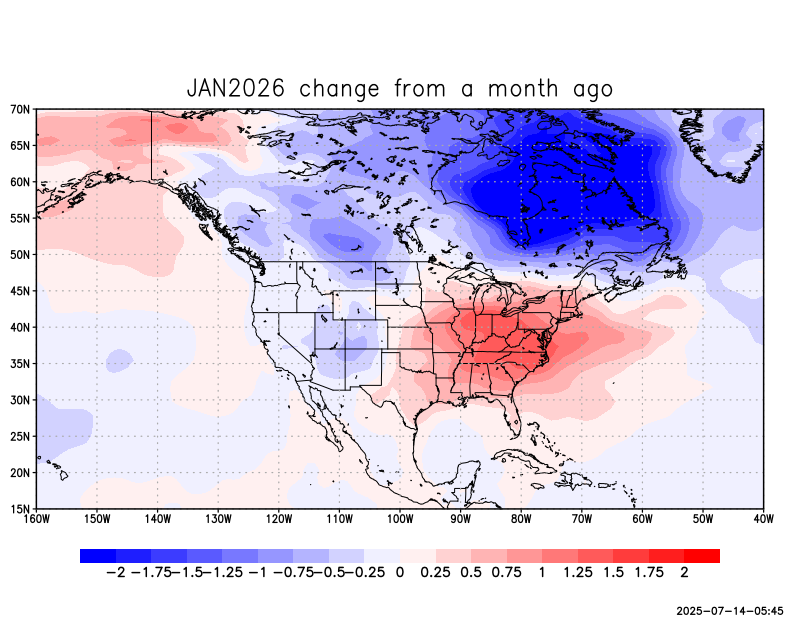 JAN2026 change from a month ago
70N
65N
60N
55N
50N
45N
40N
35N
30N
25N
20N
15N
160W 150W 140W 130W 120W 110W 100W 90W 80W 70W 60W 50W 40W
-2 -1.75 -1.5 -1.25 -1 -0.75 -0.5 -0.25 0 0.25 0.5 0.75 1 1.25 1.5 1.75 2
2025-07-14-05:45